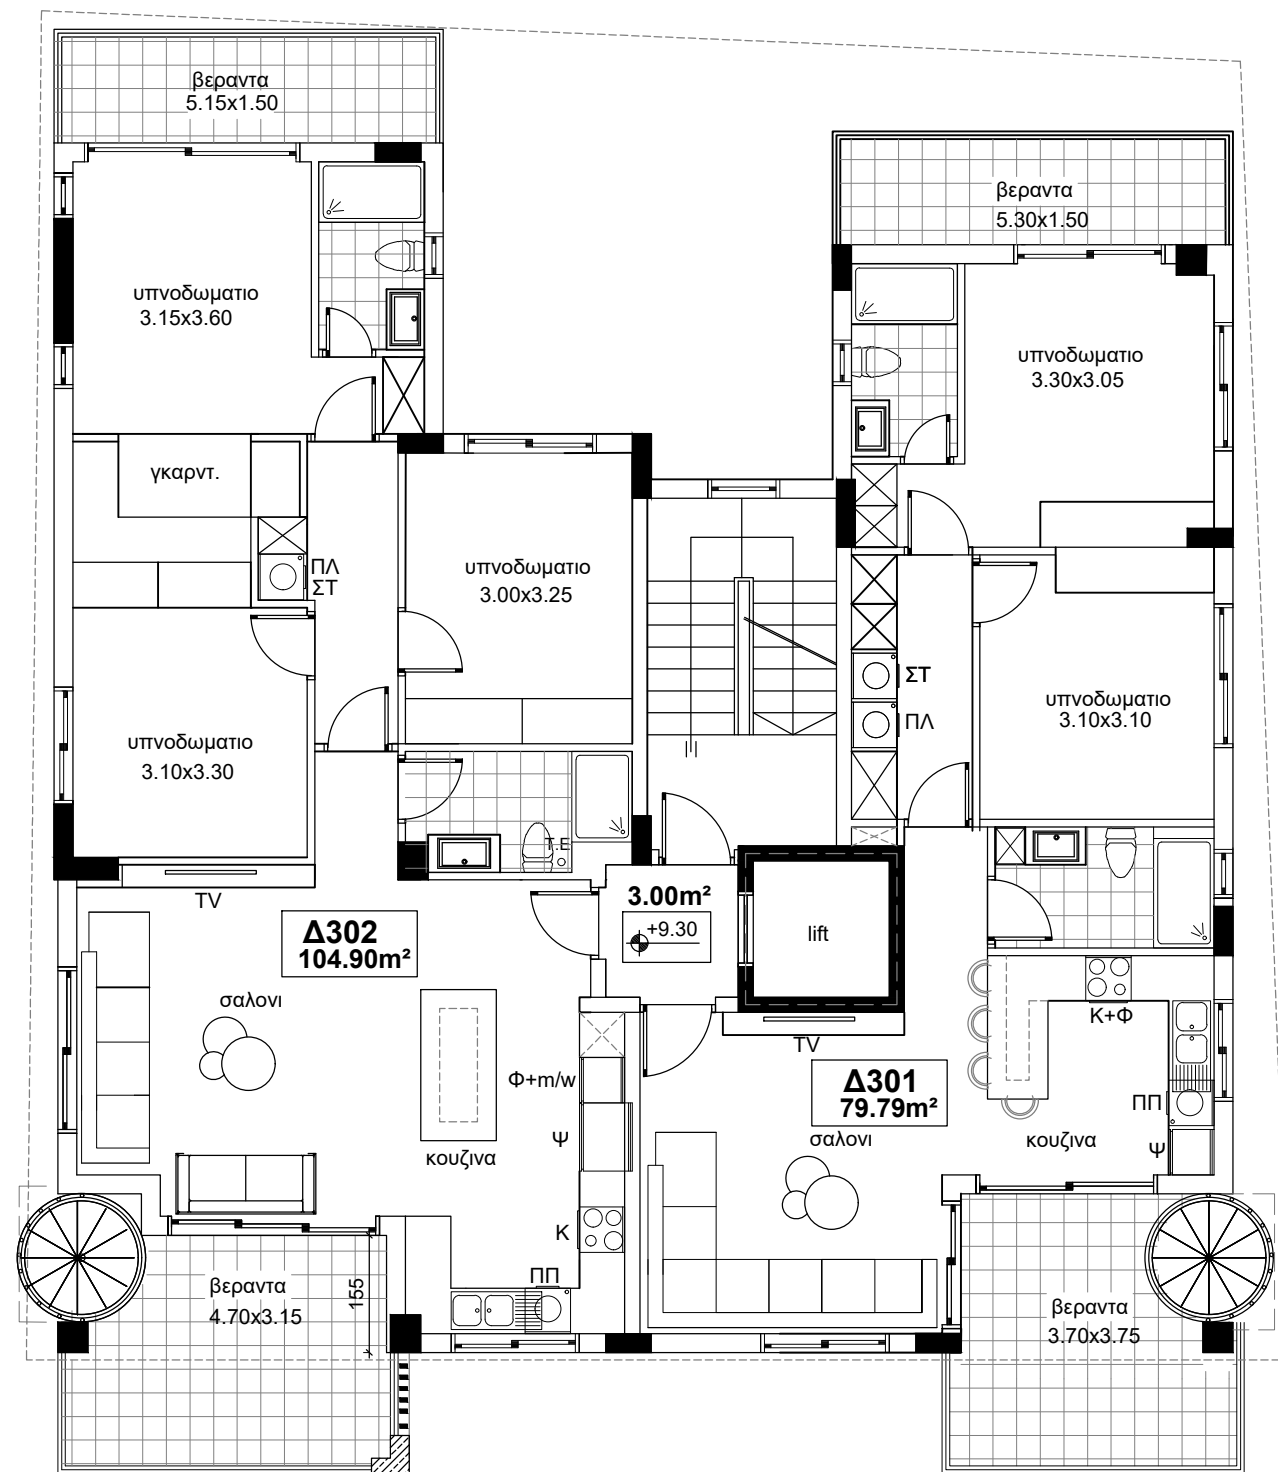 βεραντα
5.15x1.50
βεραντα
5.30x1.50
υπνοδωματιο
3.15x3.60
υπνοδωματιο
3.30x3.05
γκαρντ.
ΠΛ
ΣΤ
υπνοδωματιο
3.00x3.25
ΣΤ
ΠΛ
υπνοδωματιο
3.10x3.10
υπνοδωματιο
3.10x3.30
Τ.Ε
TV
3.00m²
+9.30
lift
Δ302
104.90m²
σαλονι
Κ+Φ
TV
Φ+m/w
Δ301
79.79m²
ΠΠ
Ψ
σαλονι
κουζινα
Ψ
κουζινα
Κ
ΠΠ
βεραντα
4.70x3.15
155
βεραντα
3.70x3.75